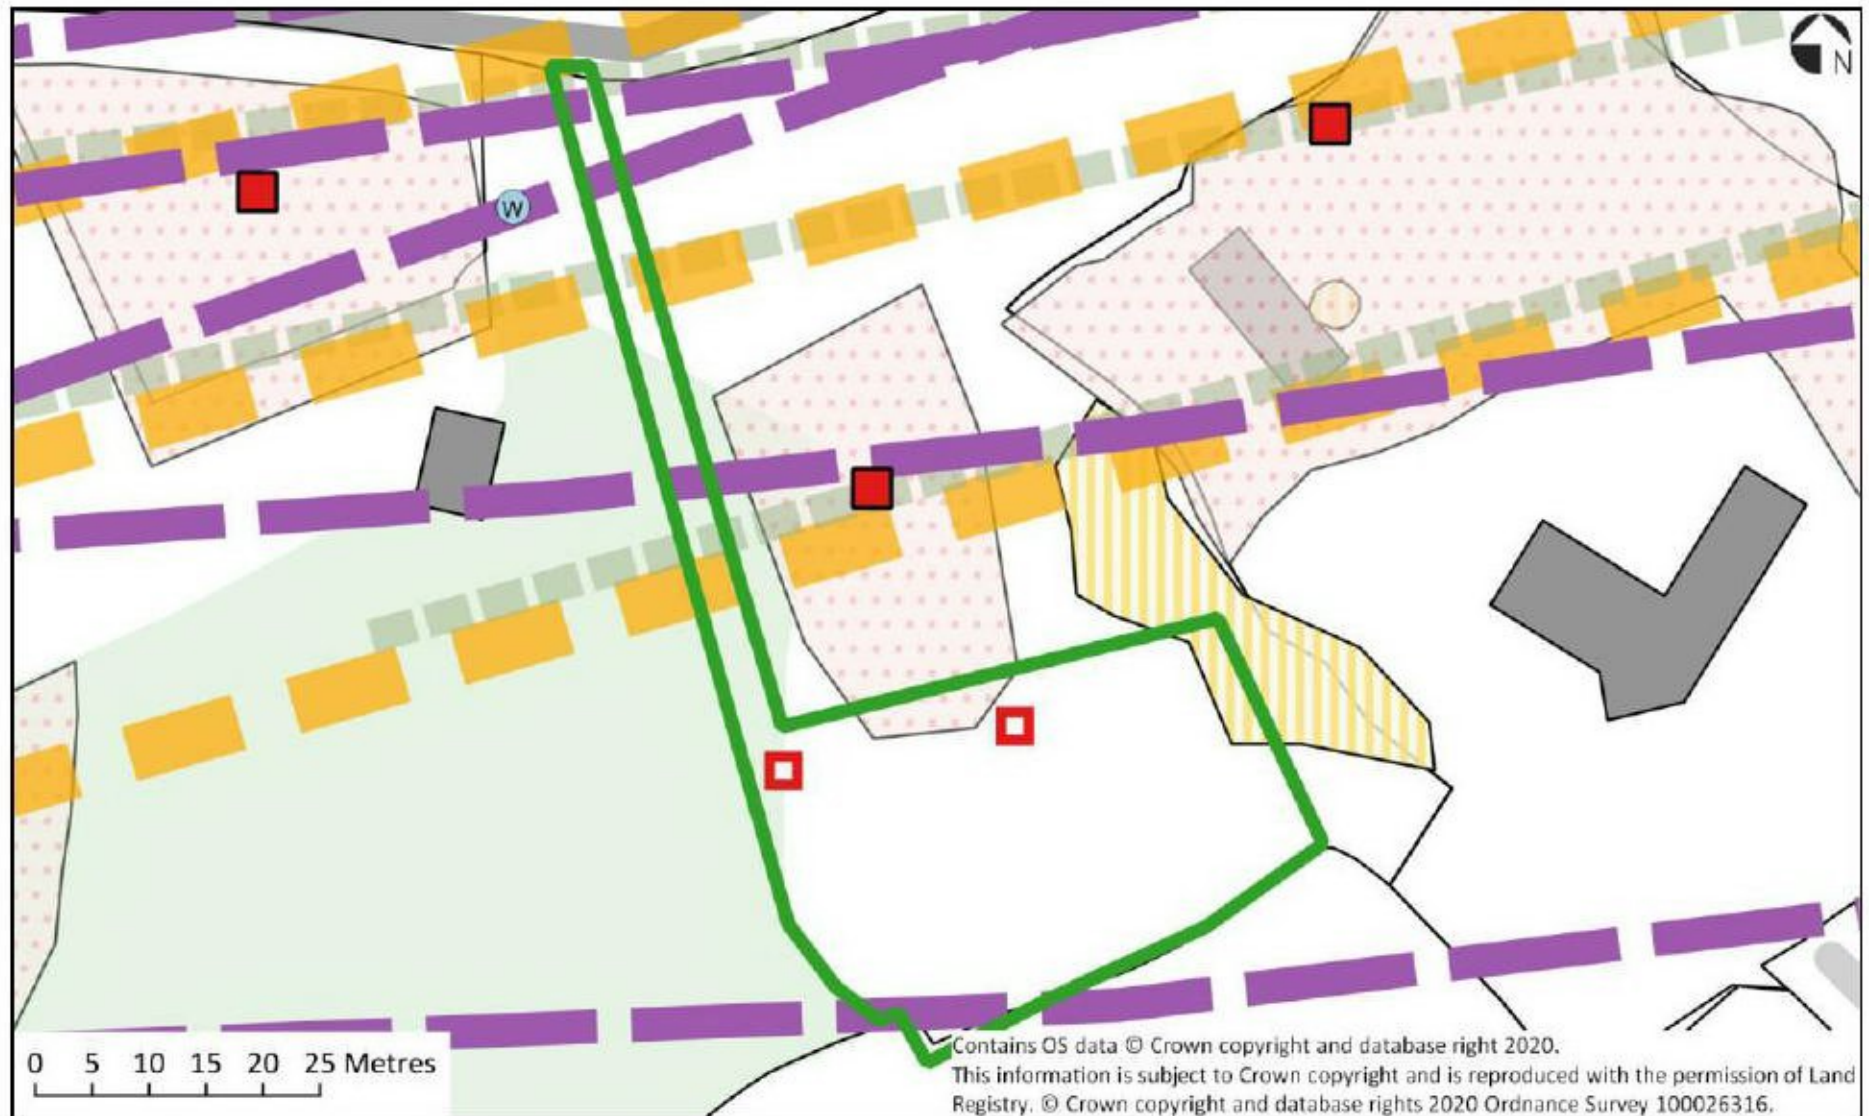 N
W
0 5 10 15 20 25 Metres
Contains OS data © Crown copyright and database right 2020.
This information is subject to Crown copyright and is reproduced with the permission of Land
Registry. © Crown copyright and database rights 2020 Ordnance Survey 100026316.